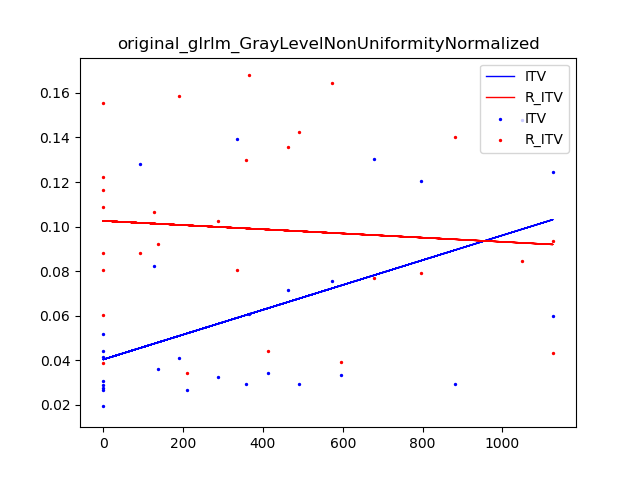 original_glrlm_GrayLevelNonUniformityNormalized
ITV
R_ITV
ITV
R_ITV
0.16
0.14
0.12
0.10
0.08
0.06
0.04
0.02
0 200 400 600 800 1000